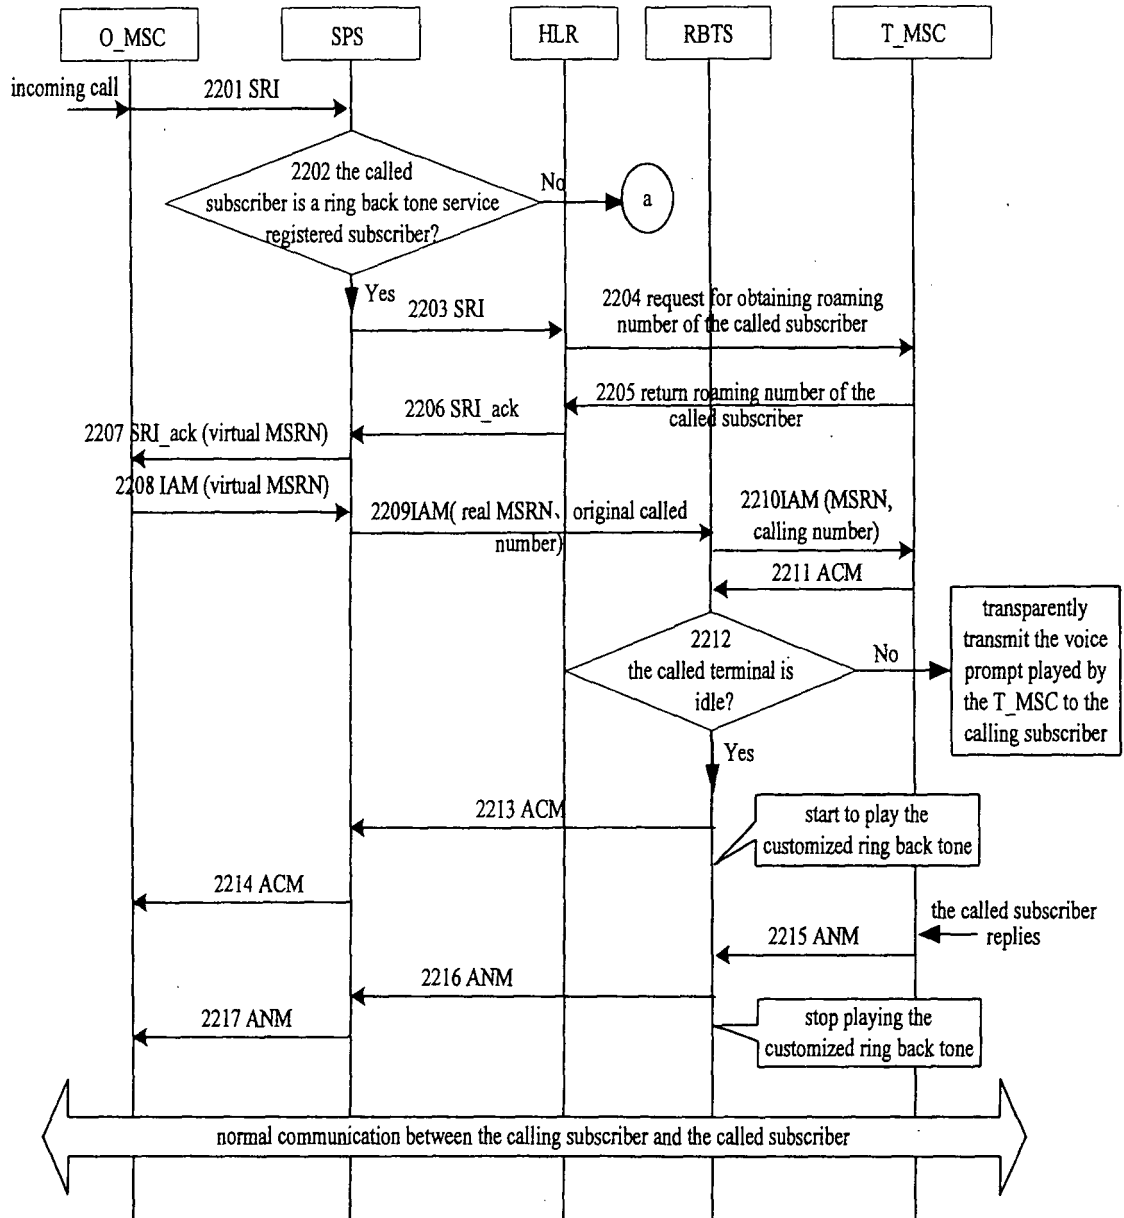 O_MSC
SPS
HLR
RBTS
T_MSC
incoming call
2201 SRI
2202 the called
subscriber is a ring back tone service
registered subscriber?
No
a
Yes
2203 SRI
2204 request for obtaining roaming
number of the called subscriber
2205 return roaming number of the
called subscriber
2206 SRI_ack
2207 SRI_ack (virtual MSRN)
2208 IAM (virtual MSRN)
2209IAM( real MSRN、 original called
number)
2210IAM (MSRN,
calling number)
2211 ACM
2212
the called terminal is
idle?
No
transparently
transmit the voice
prompt played by
the T_MSC to the
calling subscriber
Yes
2213 ACM
start to play the
customized ring back tone
2214 ACM
the called subscriber
replies
2215 ANM
2216 ANM
2217 ANM
stop playing the
customized ring back tone
normal communication between the calling subscriber and the called subscriber